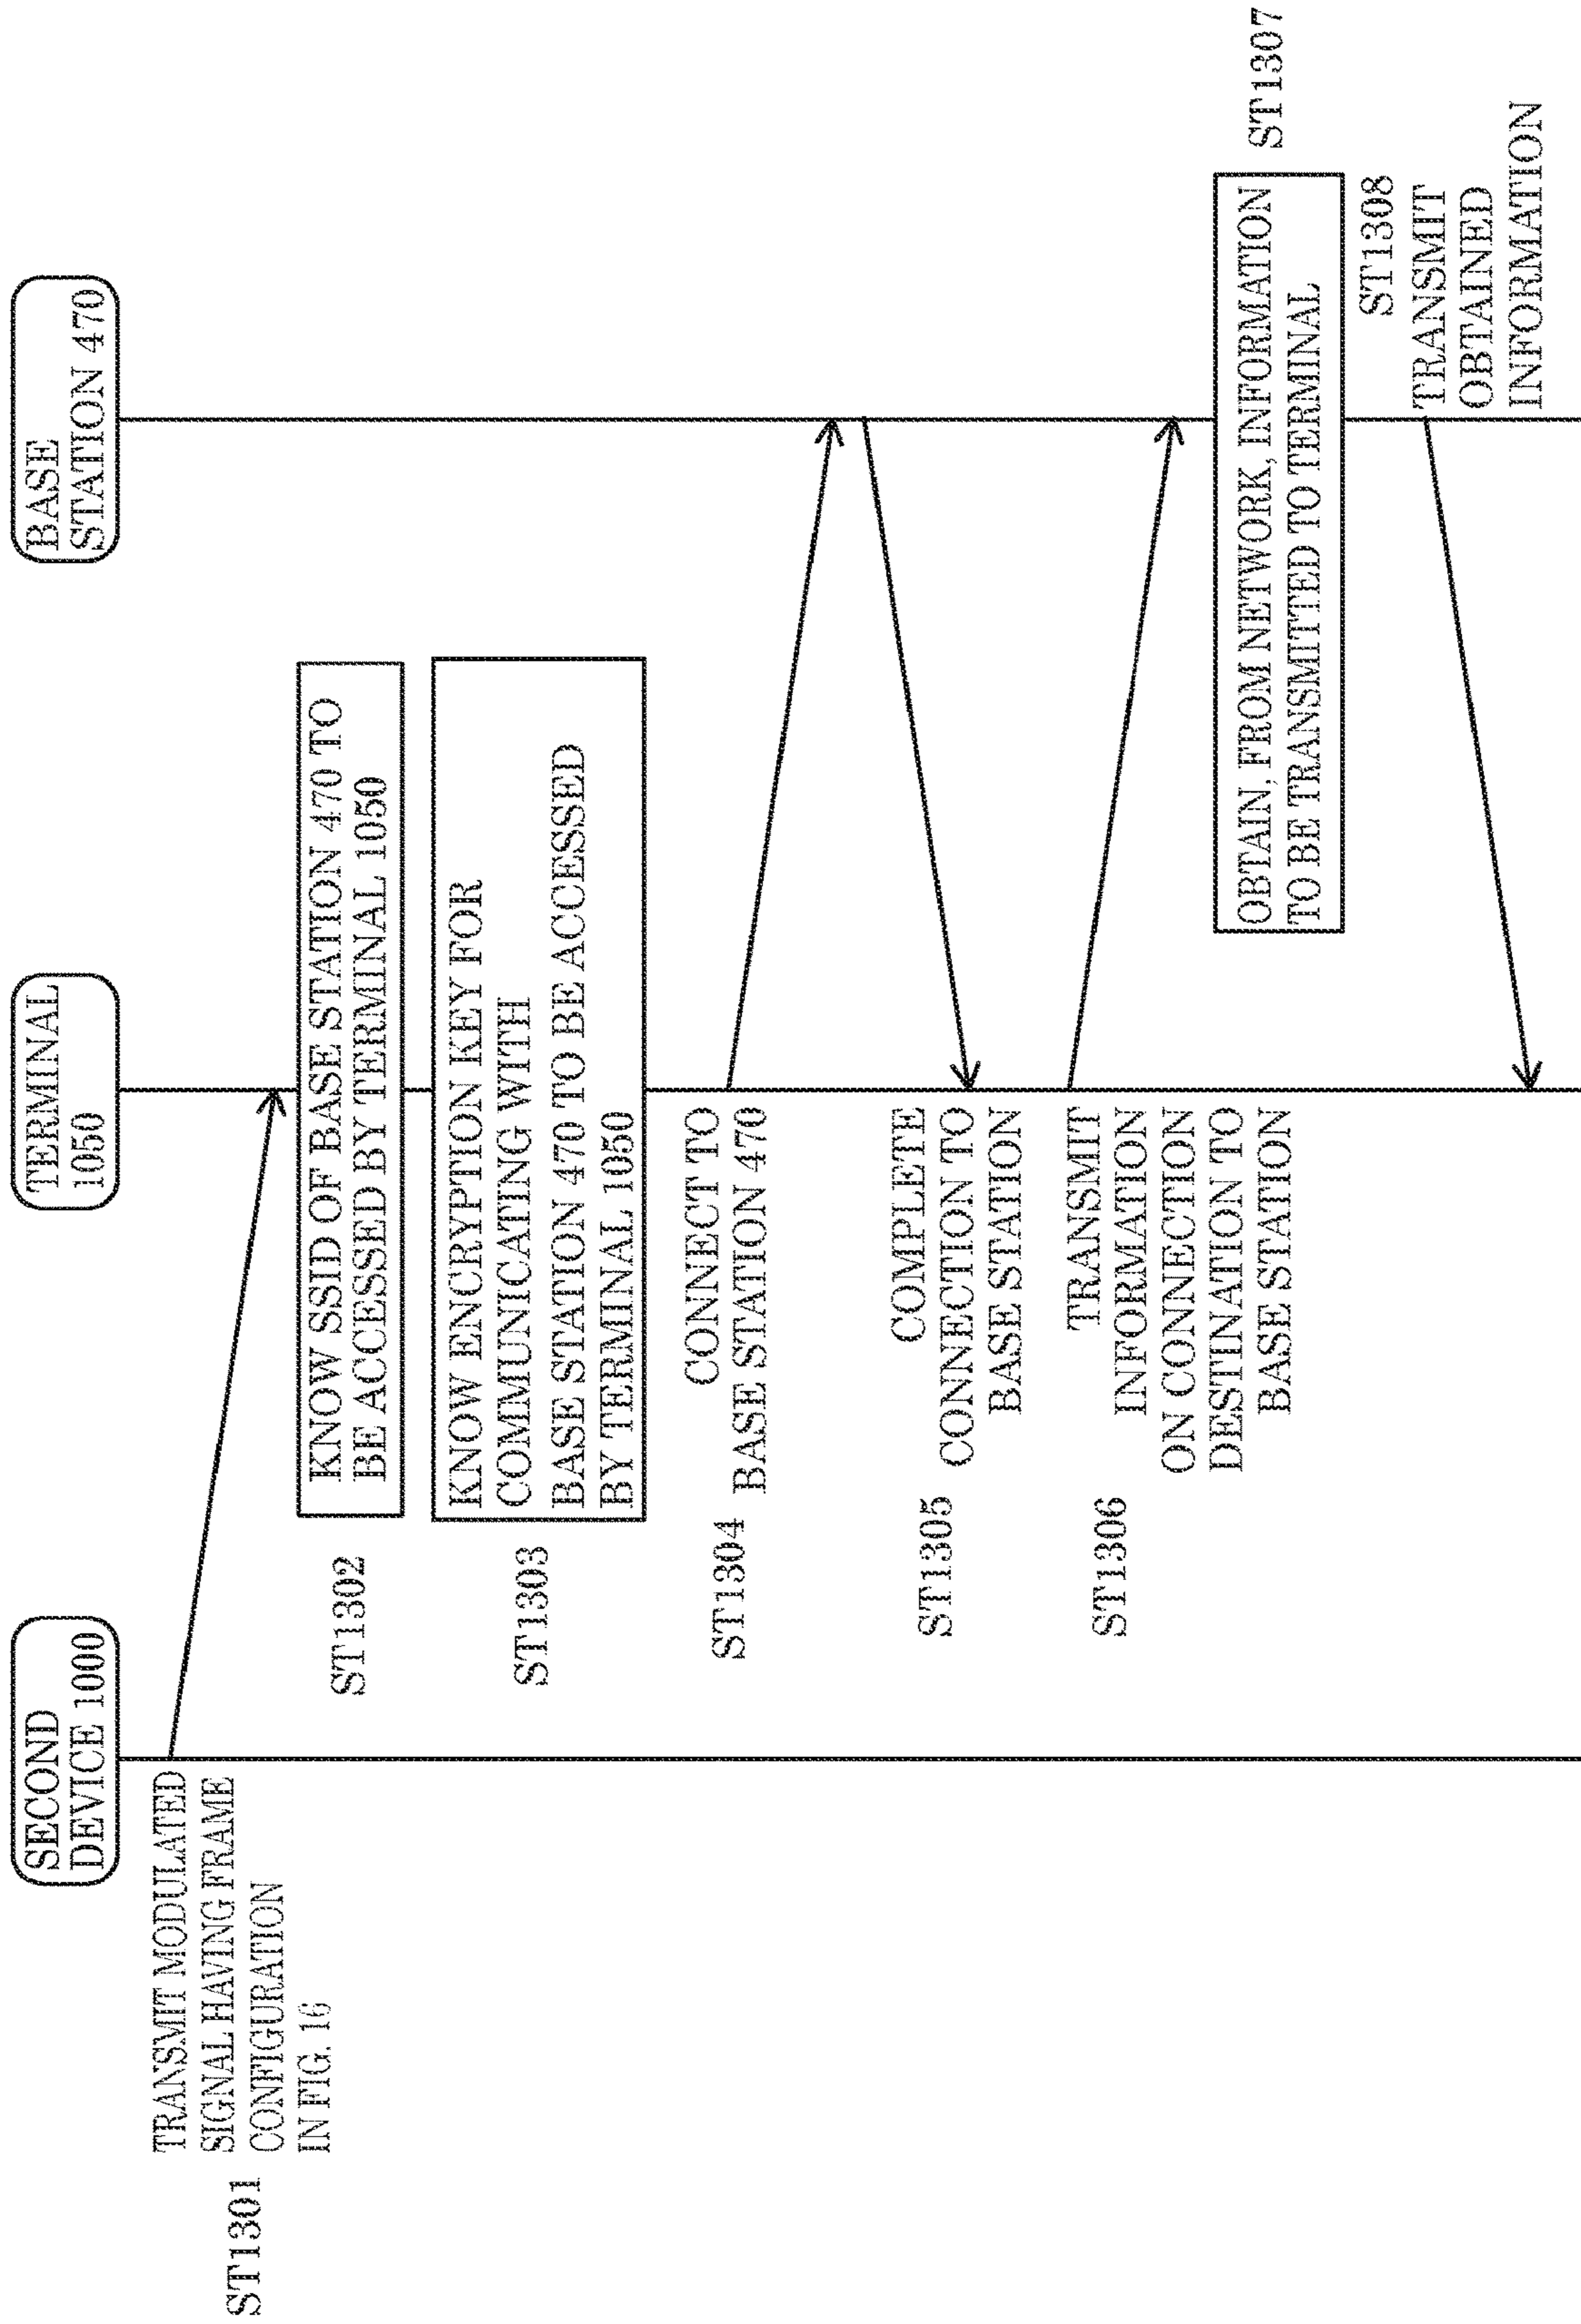 SECOND
DEVICE 1000
TERMINAL
1050
BASE
STATION 470
ST1301
TRANSMIT MODULATED
SIGNAL HAVING FRAME
CONFIGURATION
IN FIG. 16
ST1302
KNOW SSID OF BASE STATION 470 TO
BE ACCESSED BY TERMINAL 1050
ST1303
KNOW ENCRYPTION KEY FOR
COMMUNICATING WITH
BASE STATION 470 TO BE ACCESSED
BY TERMINAL 1050
ST1304
CONNECT TO
BASE STATION 470
ST1305
COMPLETE
CONNECTION TO
BASE STATION
ST1306
TRANSMIT
INFORMATION
ON CONNECTION
DESTINATION TO
BASE STATION
OBTAIN, FROM NETWORK, INFORMATION
TO BE TRANSMITTED TO TERMINAL
ST1307
ST1308
TRANSMIT
OBTAINED
INFORMATION